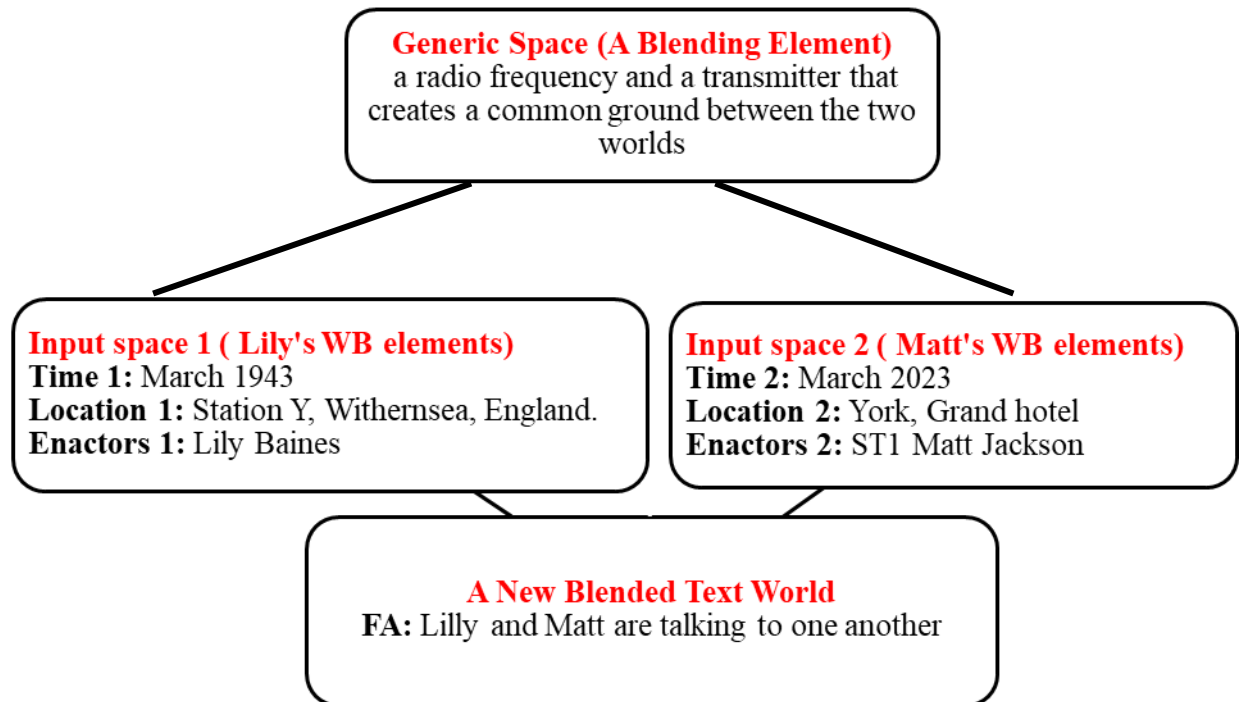 Generic Space (A Blending Element)
a radio frequency and a transmitter that
creates a common ground between the two
worlds
Input space 1 ( Lily's WB elements)
Time 1: March 1943
Location 1: Station Y, Withernsea, England.
Enactors 1: Lily Baines
Input space 2 ( Matt's WB elements)
Time 2: March 2023
Location 2: York, Grand hotel
Enactors 2: ST1 Matt Jackson
A New Blended Text World
FA: Lilly and Matt are talking to one another